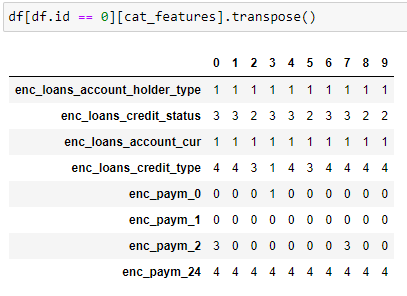 df[df.id == 0][cat_features].transpose()
0 1 2 3 4 5 6 7 8 9
enc_loans_account_holder_type 1 1 1 1 1 1 1 1 1 1
enc_loans_credit_status 3 3 2 3 3 2 3 3 2 2
enc_loans_account_cur 1 1 1 1 1 1 1 1 1 1
enc_loans_credit_type 4 4 3 1 4 3 4 4 4 4
enc_paym_0 0 0 0 1 0 0 0 0 0 0
enc_paym_1 0 0 0 0 0 0 0 0 0 0
enc_paym_2 3 0 0 0 0 0 0 3 0 0
enc_paym_24 4 4 4 4 4 4 4 4 4 4